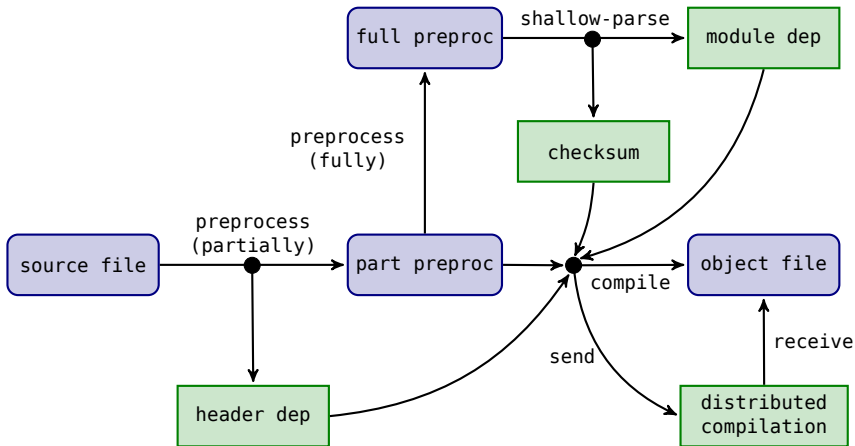 full preproc
shallow-parse
module dep
preprocess
(fully)
checksum
source file
preprocess
(partially)
part preproc
compile
object file
send
receive
header dep
distributed
compilation